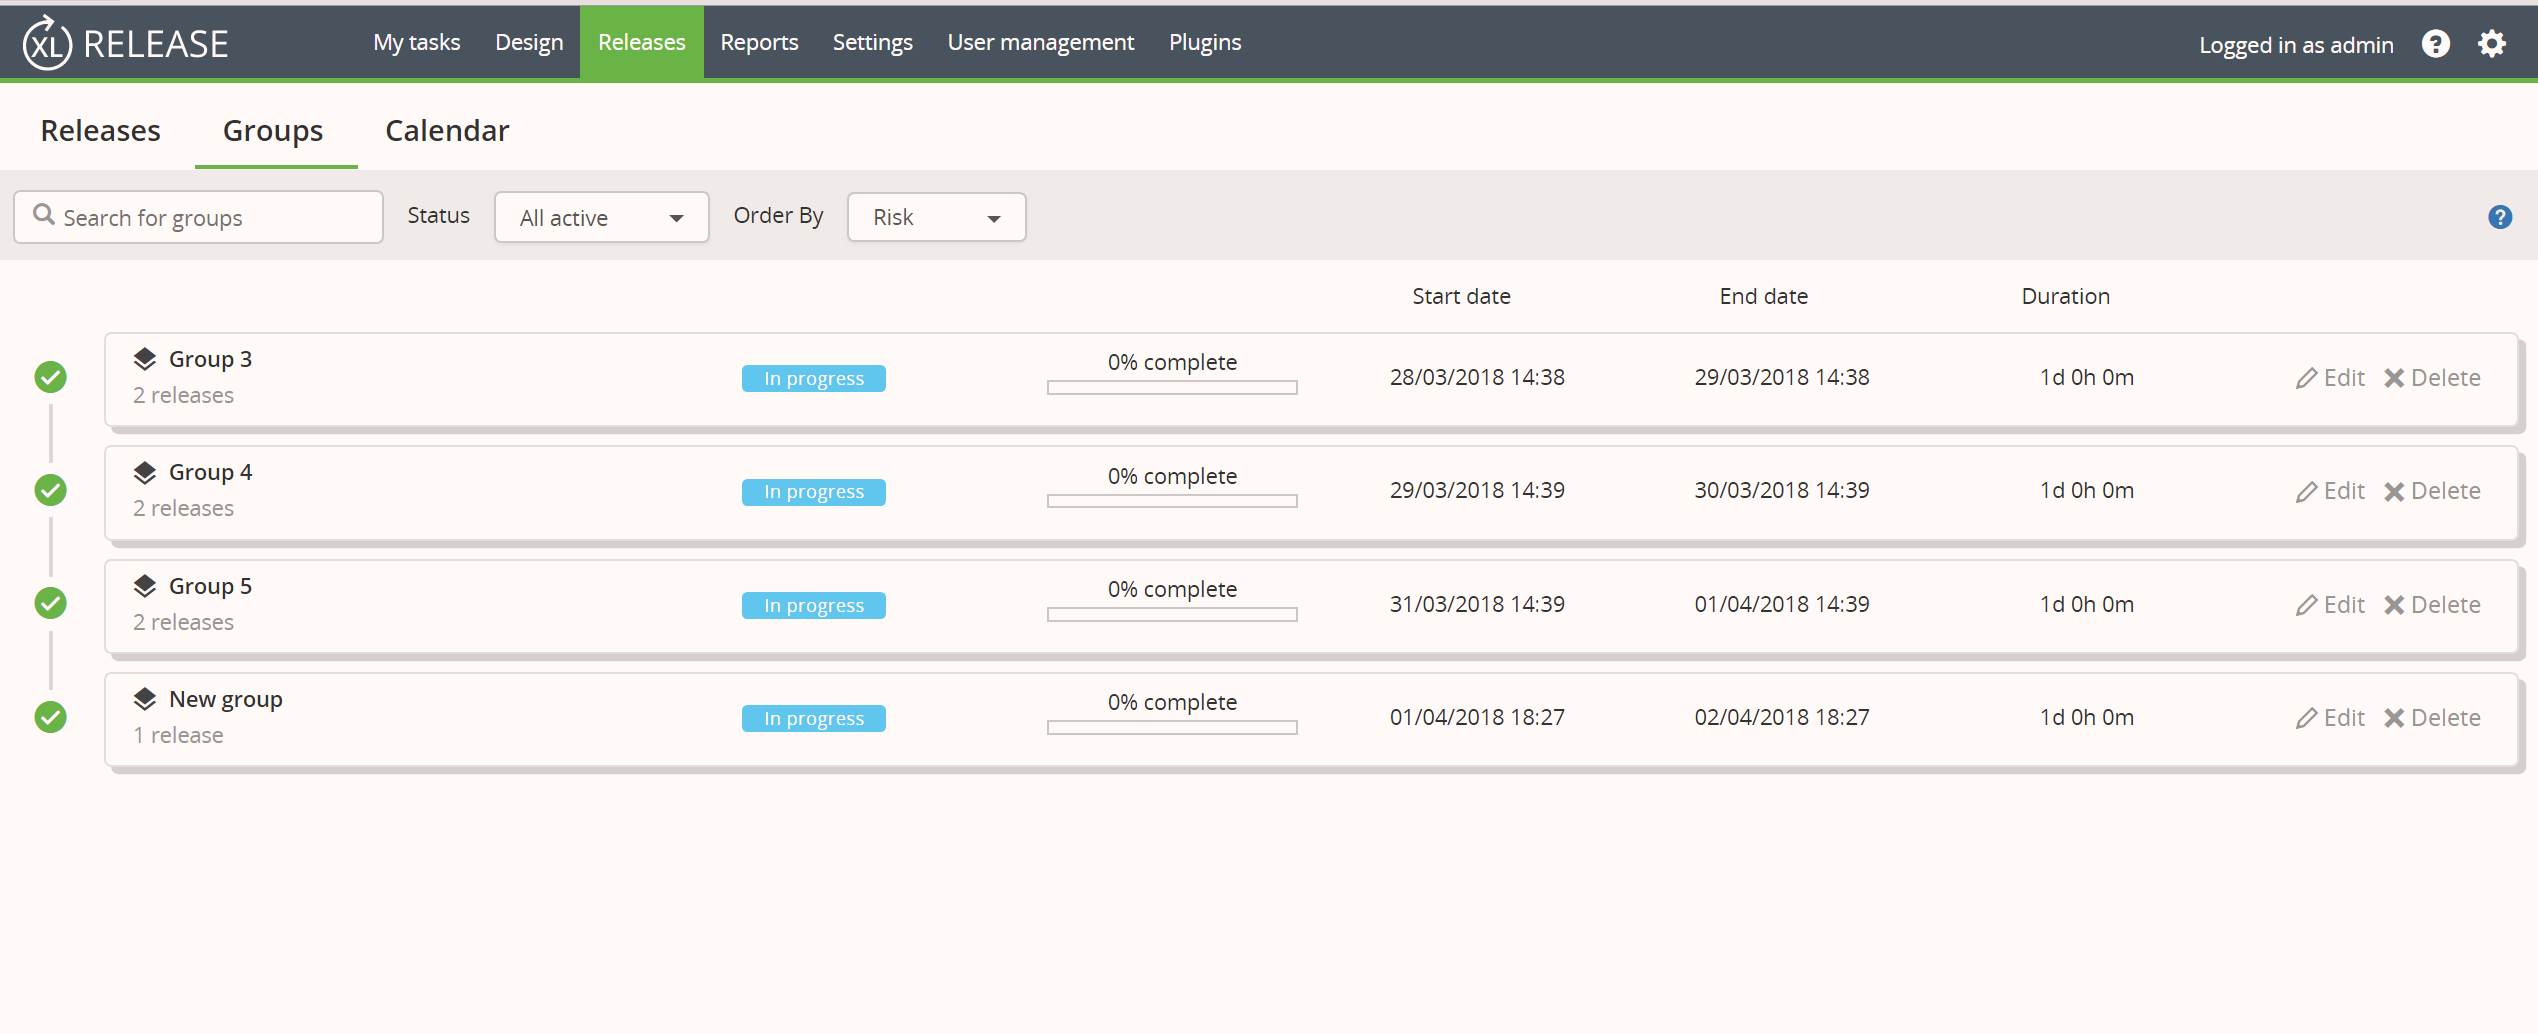 XL RELEASE My tasks Design Releases Reports Settings User management Plugins Logged in as admin ?
Releases Groups Calendar
Search for groups Status All active Order By Risk ?
Start date End date Duration
Group 3
2 releases
In progress
0% complete
28/03/2018 14:38 29/03/2018 14:38 1d 0h 0m Edit Delete
Group 4
2 releases
In progress
0% complete
29/03/2018 14:39 30/03/2018 14:39 1d 0h 0m Edit Delete
Group 5
2 releases
In progress
0% complete
31/03/2018 14:39 01/04/2018 14:39 1d 0h 0m Edit Delete
New group
1 release
In progress
0% complete
01/04/2018 18:27 02/04/2018 18:27 1d 0h 0m Edit Delete